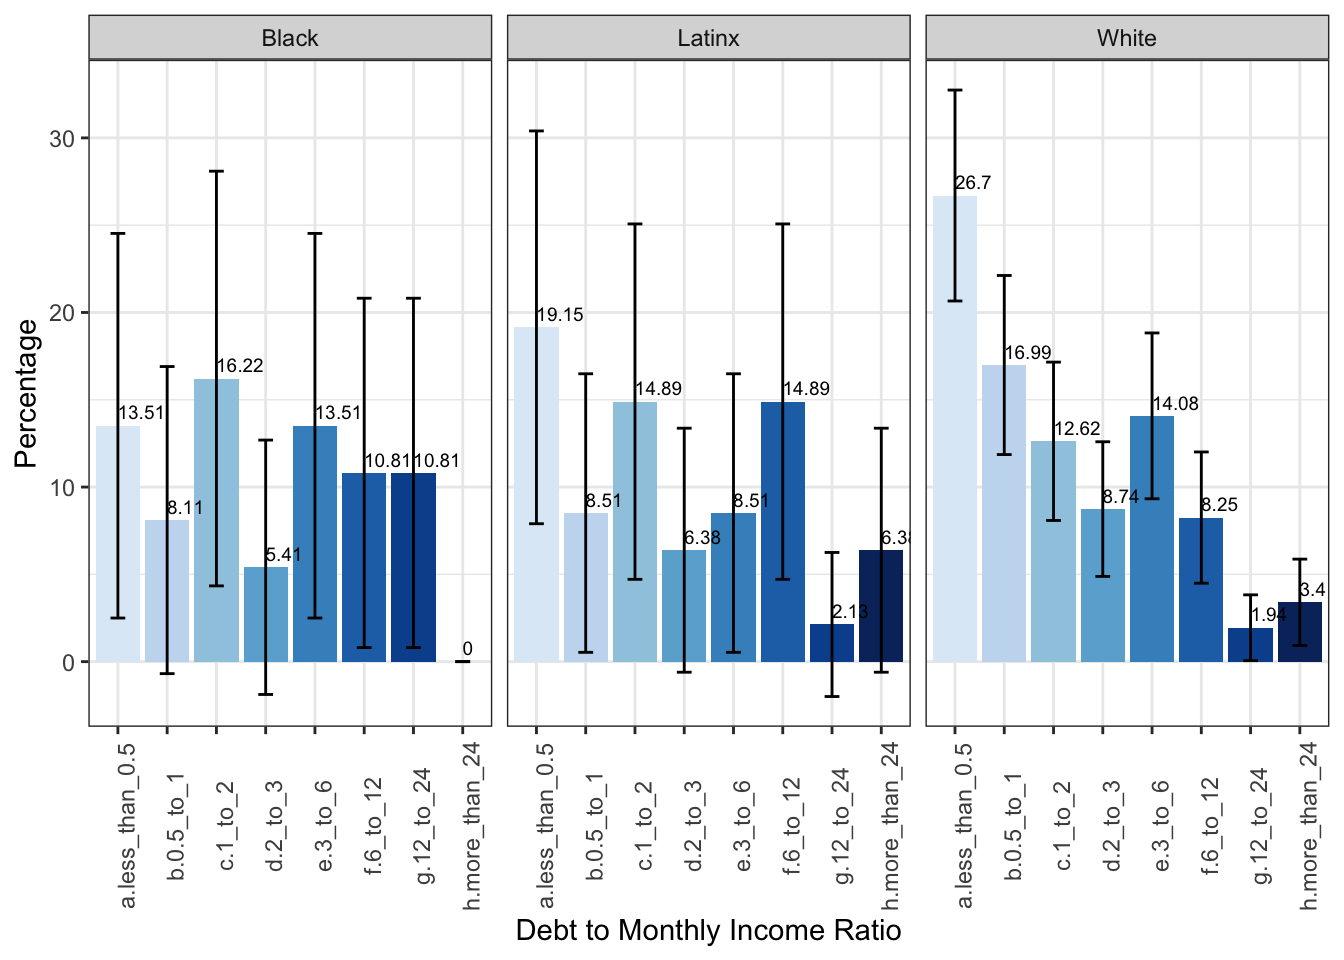 Black
Latinx
White
Percentage
30
20
10
0
13.51
8.11
16.22
5.41
13.51
10.81
10.81
0
19.15
8.51
14.89
6.38
8.51
14.89
2.13
6.38
26.7
16.99
12.62
8.74
14.08
8.25
1.94
3.4
a.less_than_0.5
b.0.5_to_1
c.1_to_2
d.2_to_3
e.3_to_6
f.6_to_12
g.12_to_24
h.more_than_24
a.less_than_0.5
b.0.5_to_1
c.1_to_2
d.2_to_3
e.3_to_6
f.6_to_12
g.12_to_24
h.more_than_24
a.less_than_0.5
b.0.5_to_1
c.1_to_2
d.2_to_3
e.3_to_6
f.6_to_12
g.12_to_24
h.more_than_24
Debt to Monthly Income Ratio